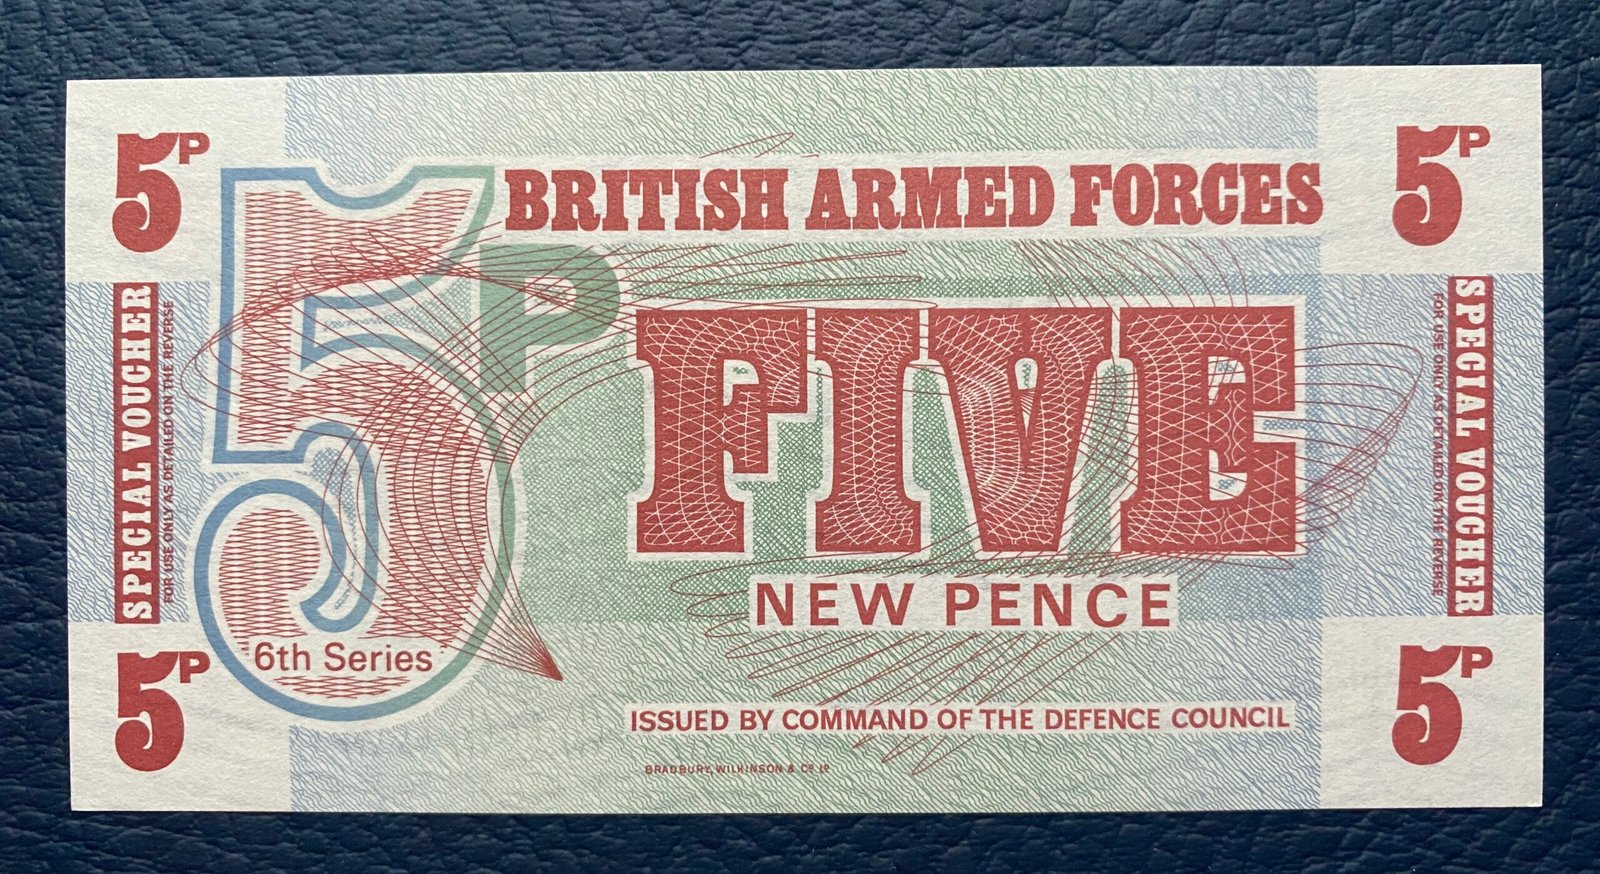 5P
5P
BRITISH ARMED FORCES
5P
FIVE
NEW PENCE
SPECIAL VOUCHER
FOR USE ONLY AS DETAILED ON THE REVERSE
SPECIAL VOUCHER
FOR USE ONLY AS DETAILED ON THE REVERSE
6th Series
5P
5P
ISSUED BY COMMAND OF THE DEFENCE COUNCIL
BRADBURY, WILKINSON & Co. Ld